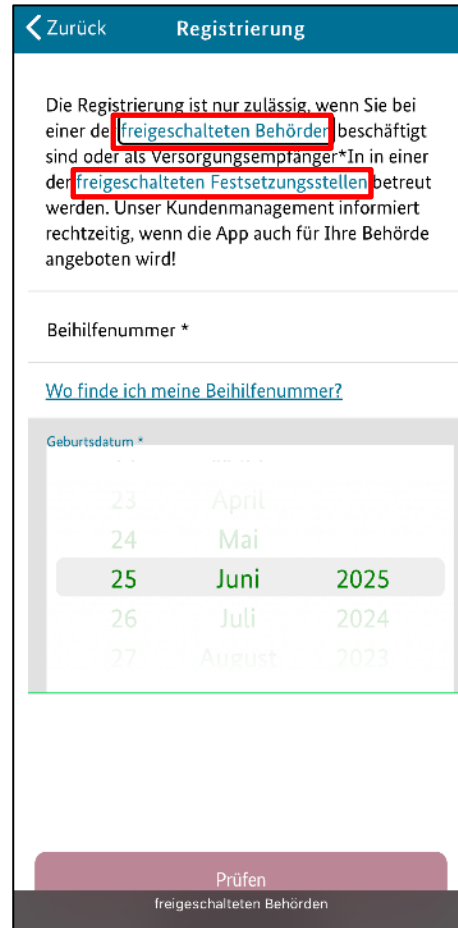 Zurück Registrierung
Die Registrierung ist nur zulässig, wenn Sie bei
einer der freigeschalteten Behörden beschäftigt
sind oder als Versorgungsempfänger*In in einer
der freigeschalteten Festsetzungsstellen betreut
werden. Unser Kundenmanagement informiert
rechtzeitig, wenn die App auch für Ihre Behörde
angeboten wird!
Beihilfenummer *
Wo finde ich meine Beihilfenummer?
Geburtsdatum *
23 April
24 Mai
25 Juni 2025
26 Juli 2024
27 August 2023
Prüfen
freigeschalteten Behörden